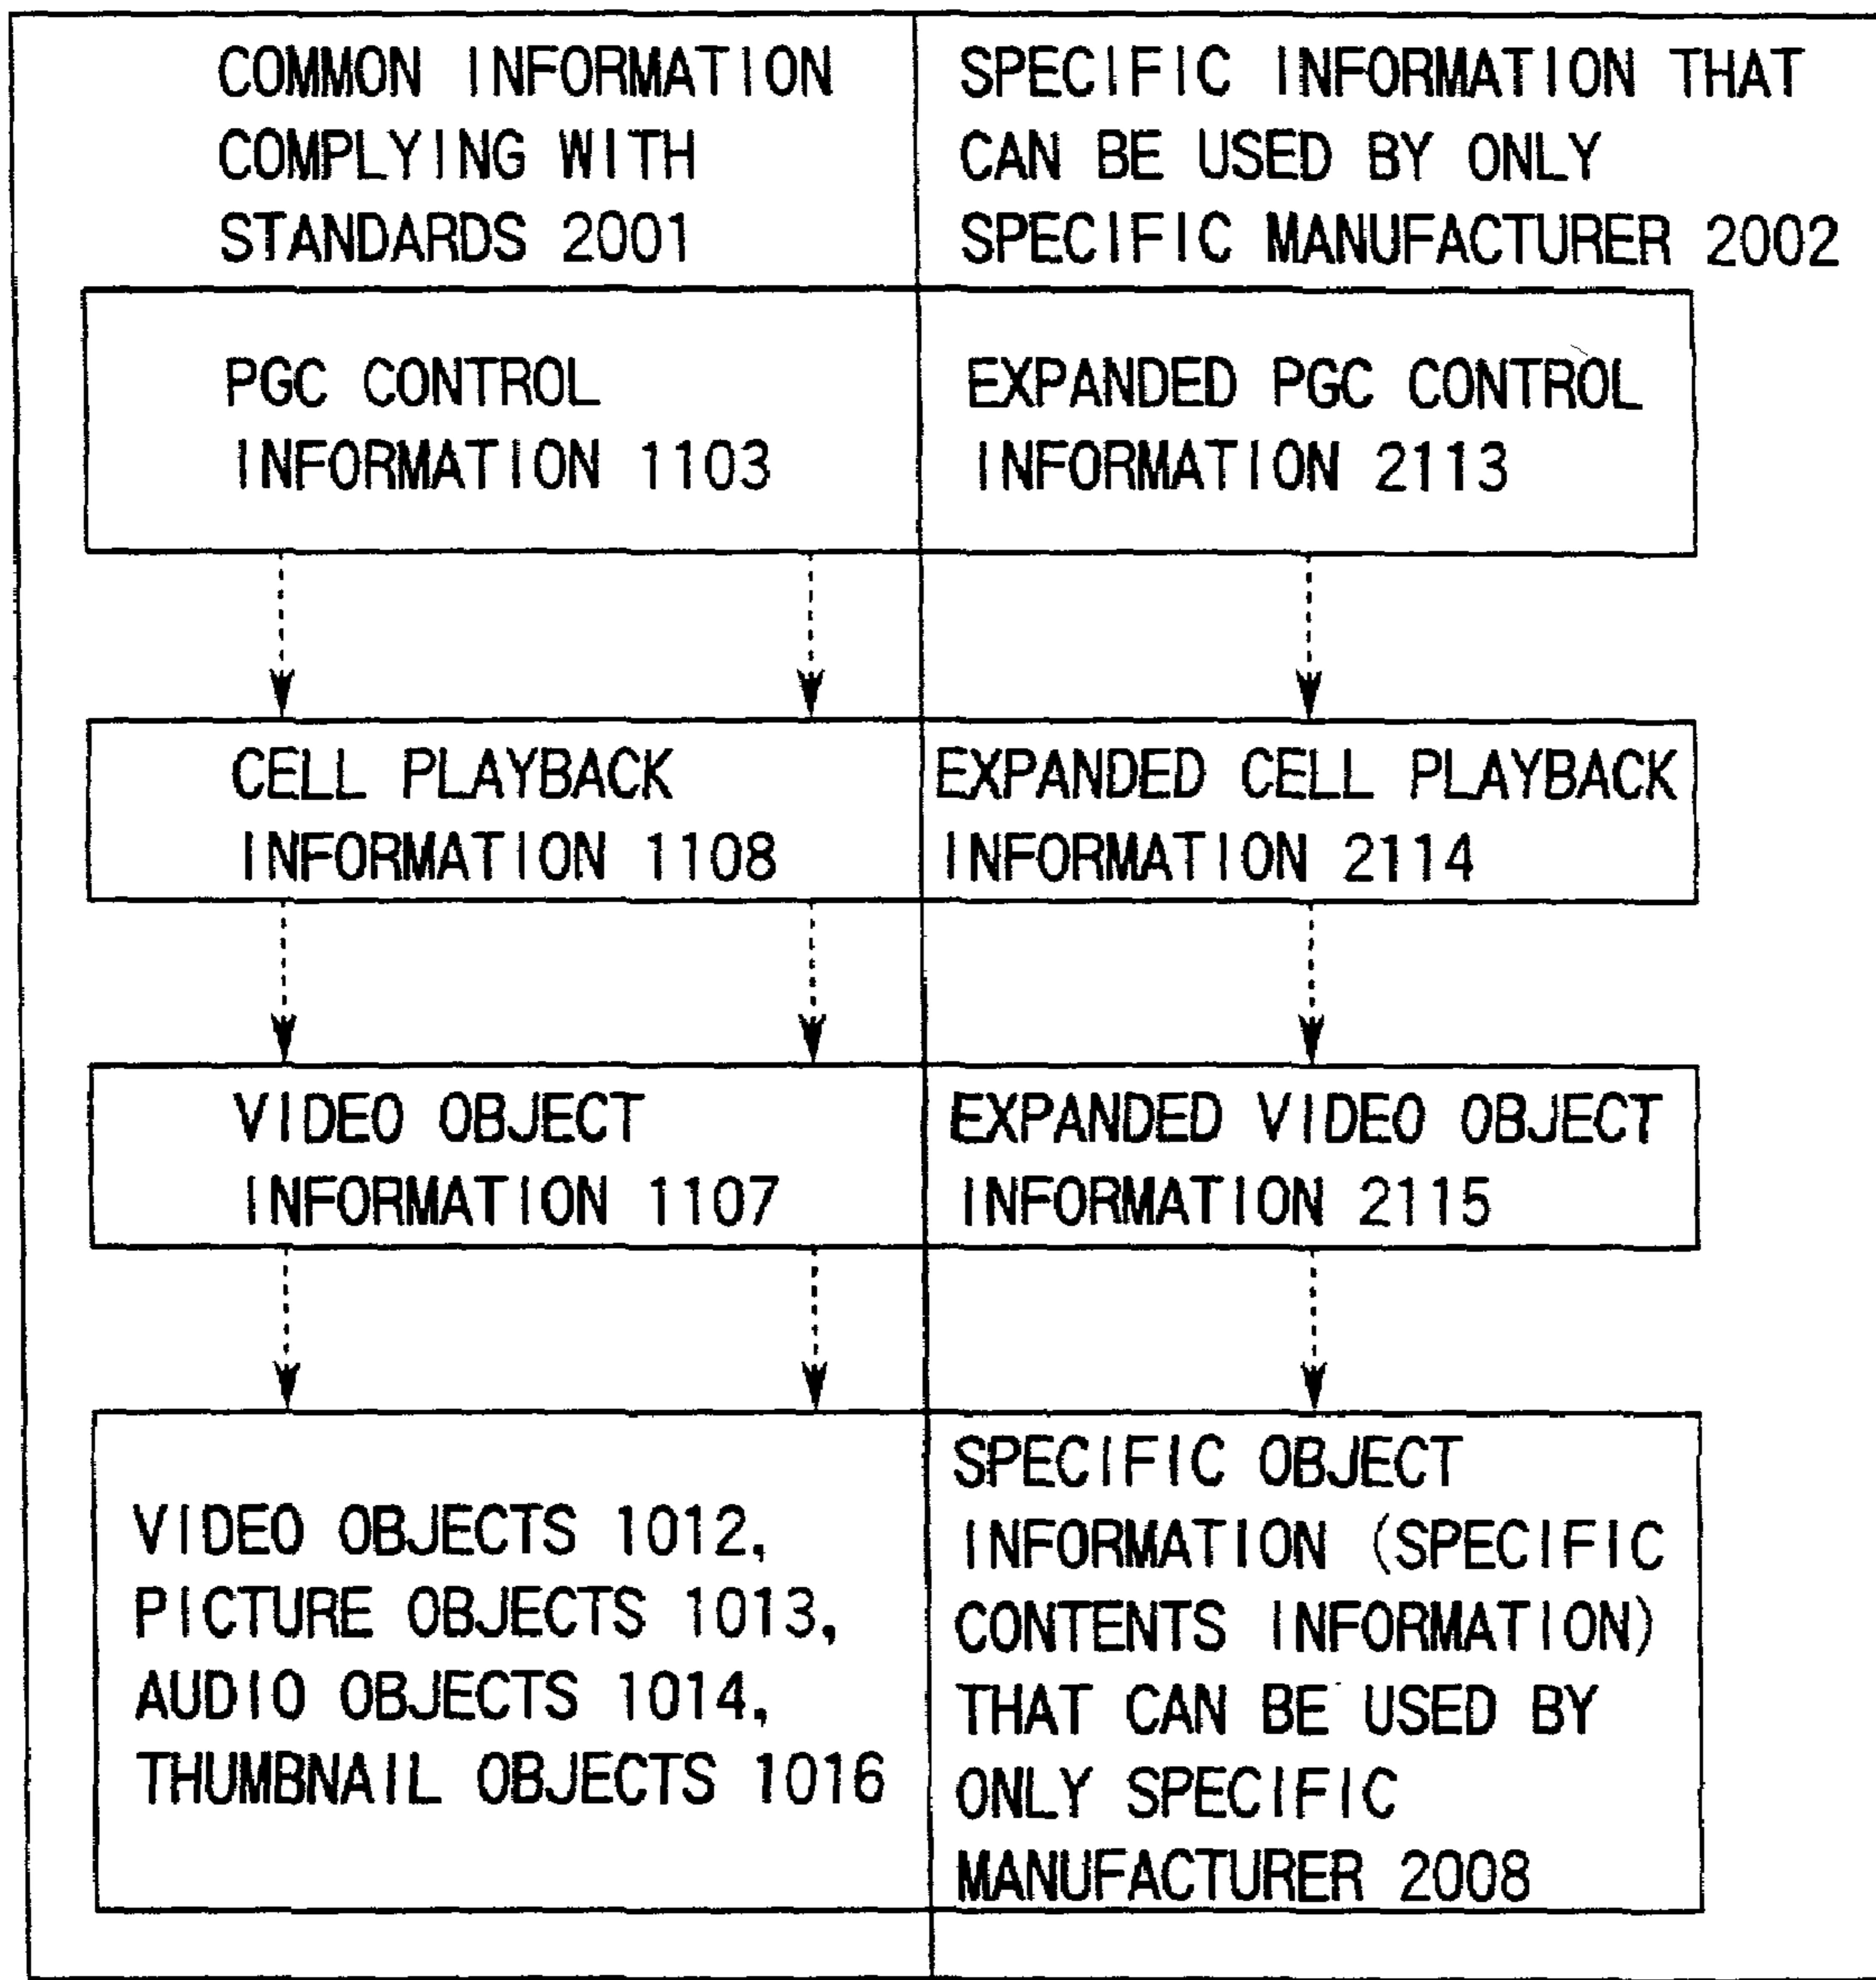 COMMON INFORMATION
COMPLYING WITH
STANDARDS 2001
SPECIFIC INFORMATION THAT
CAN BE USED BY ONLY
SPECIFIC MANUFACTURER 2002
PGC CONTROL
INFORMATION 1103
EXPANDED PGC CONTROL
INFORMATION 2113
CELL PLAYBACK
INFORMATION 1108
EXPANDED CELL PLAYBACK
INFORMATION 2114
VIDEO OBJECT
INFORMATION 1107
EXPANDED VIDEO OBJECT
INFORMATION 2115
VIDEO OBJECTS 1012,
PICTURE OBJECTS 1013,
AUDIO OBJECTS 1014,
THUMBNAIL OBJECTS 1016
SPECIFIC OBJECT
INFORMATION (SPECIFIC
CONTENTS INFORMATION)
THAT CAN BE USED BY
ONLY SPECIFIC
MANUFACTURER 2008